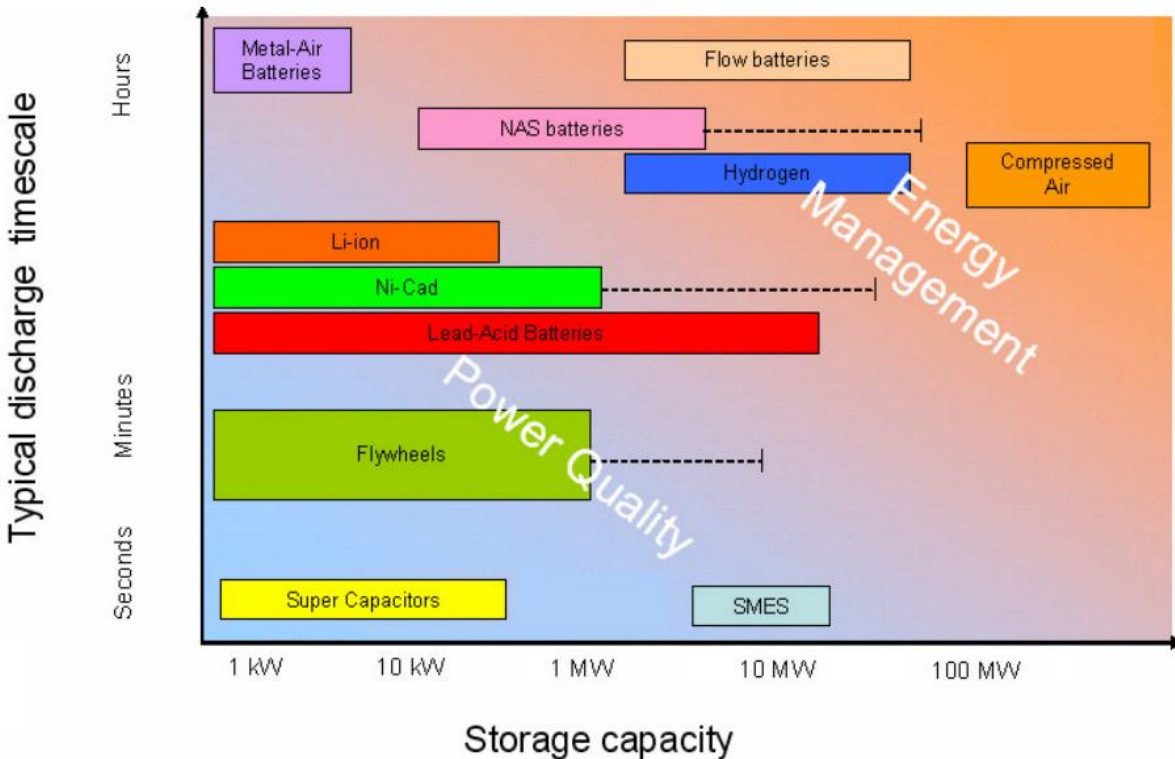 Typical discharge timescale
Hours
Minutes
Seconds
Metal-Air
Batteries
Flow batteries
NAS batteries
Hydrogen
Compressed
Air
Energy
Management
Li-ion
Ni-Cad
Lead-Acid Batteries
Power Quality
Flywheels
Super Capacitors
SMES
1 kW
10 kW
1 MW
10 MW
100 MW
Storage capacity